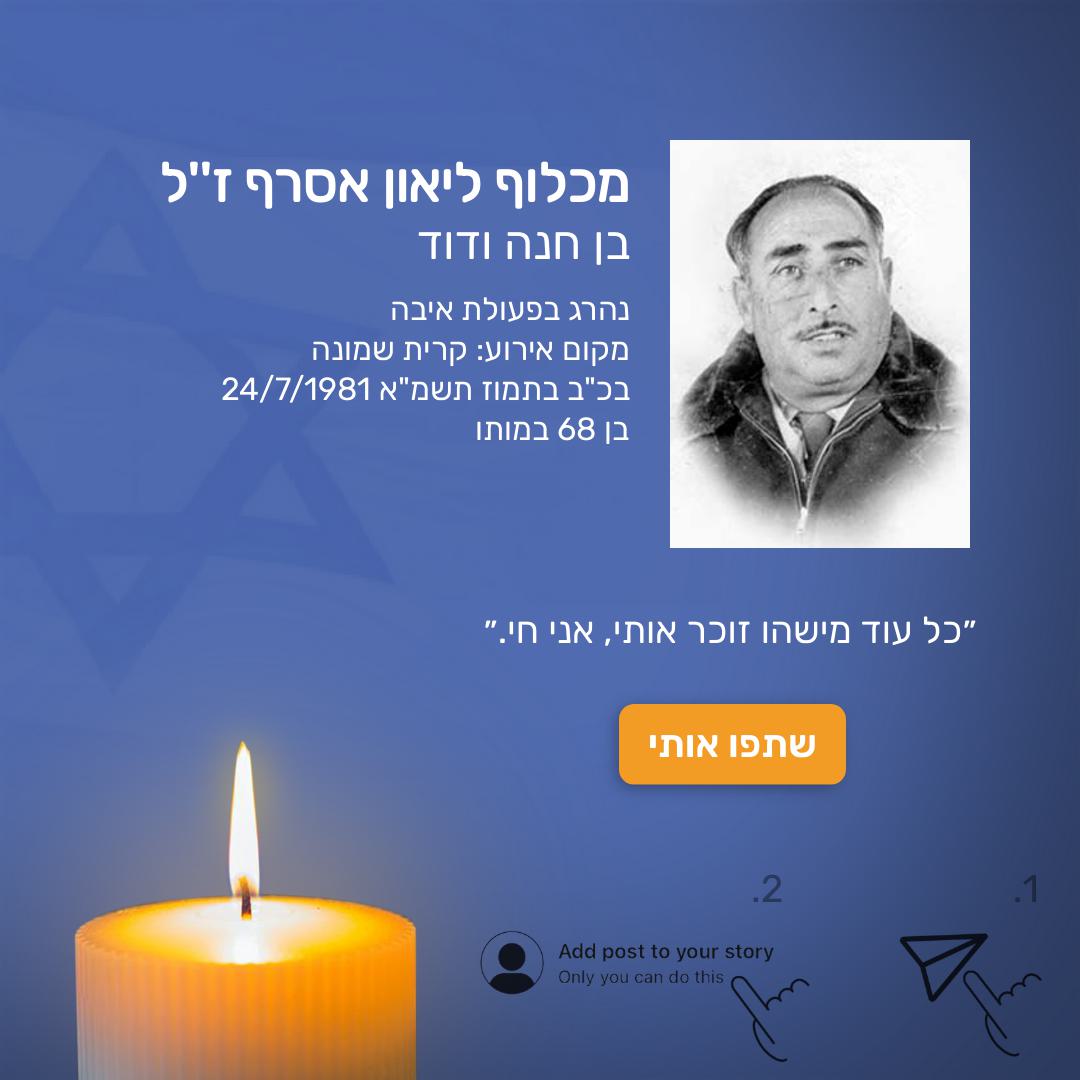 מכלוף ליאון אסרף ז"ל
בן חנה ודוד
נהרג בפעולת איבה
מקום אירוע: קרית שמונה
בכ"ב בתמוז תשמ"א 24/7/1981
בן 68 במותו
״כל עוד מישהו זוכר אותי, אני חי.״
שתפו אותי
1.
2.
Add post to your story
Only you can do this